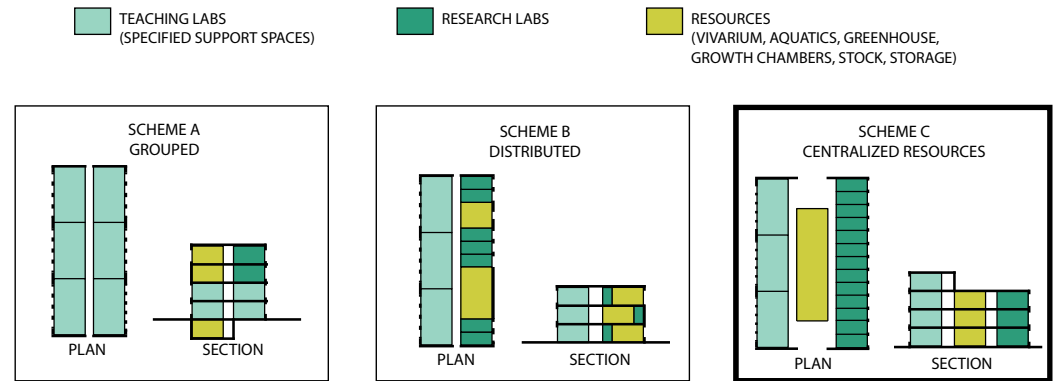 TEACHING LABS
(SPECIFIED SUPPORT SPACES)
RESEARCH LABS
RESOURCES
(VIVARIUM, AQUATICS, GREENHOUSE,
GROWTH CHAMBERS, STOCK, STORAGE)
SCHEME A
GROUPED
PLAN
SECTION
SCHEME B
DISTRIBUTED
PLAN
SECTION
SCHEME C
CENTRALIZED RESOURCES
PLAN
SECTION